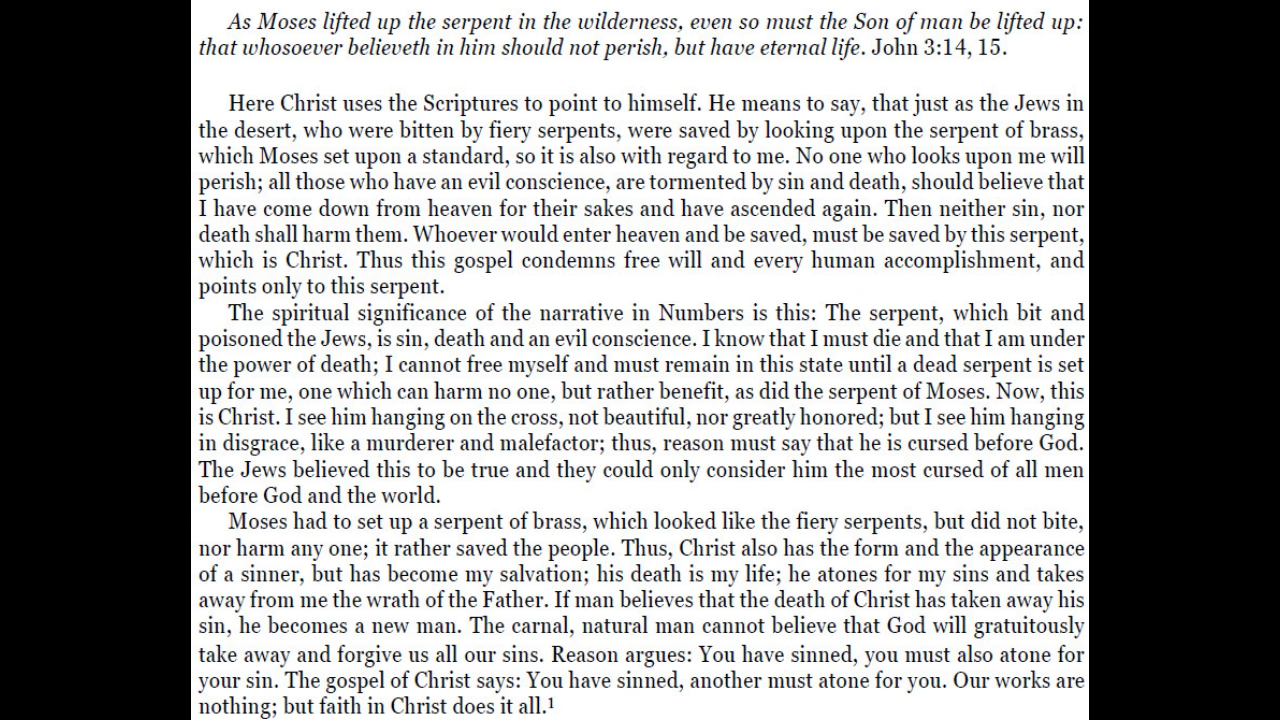 As Moses lifted up the serpent in the wilderness, even so must the Son of man be lifted up:
that whosoever believeth in him should not perish, but have eternal life. John 3:14, 15.
Here Christ uses the Scriptures to point to himself. He means to say, that just as the Jews in
the desert, who were bitten by fiery serpents, were saved by looking upon the serpent of brass,
which Moses set upon a standard, so it is also with regard to me. No one who looks upon me will
perish; all those who have an evil conscience, are tormented by sin and death, should believe that
I have come down from heaven for their sakes and have ascended again. Then neither sin, nor
death shall harm them. Whoever would enter heaven and be saved, must be saved by this serpent,
which is Christ. Thus this gospel condemns free will and every human accomplishment, and
points only to this serpent.
The spiritual significance of the narrative in Numbers is this: The serpent, which bit and
poisoned the Jews, is sin, death and an evil conscience. I know that I must die and that I am under
the power of death; I cannot free myself and must remain in this state until a dead serpent is set
up for me, one which can harm no one, but rather benefit, as did the serpent of Moses. Now, this
is Christ. I see him hanging on the cross, not beautiful, nor greatly honored; but I see him hanging
in disgrace, like a murderer and malefactor; thus, reason must say that he is cursed before God.
The Jews believed this to be true and they could only consider him the most cursed of all men
before God and the world.
Moses had to set up a serpent of brass, which looked like the fiery serpents, but did not bite,
nor harm any one; it rather saved the people. Thus, Christ also has the form and the appearance
of a sinner, but has become my salvation; his death is my life; he atones for my sins and takes
away from me the wrath of the Father. If man believes that the death of Christ has taken away his
sin, he becomes a new man. The carnal, natural man cannot believe that God will gratuitously
take away and forgive us all our sins. Reason argues: You have sinned, you must also atone for
your sin. The gospel of Christ says: You have sinned, another must atone for you. Our works are
nothing; but faith in Christ does it all.¹